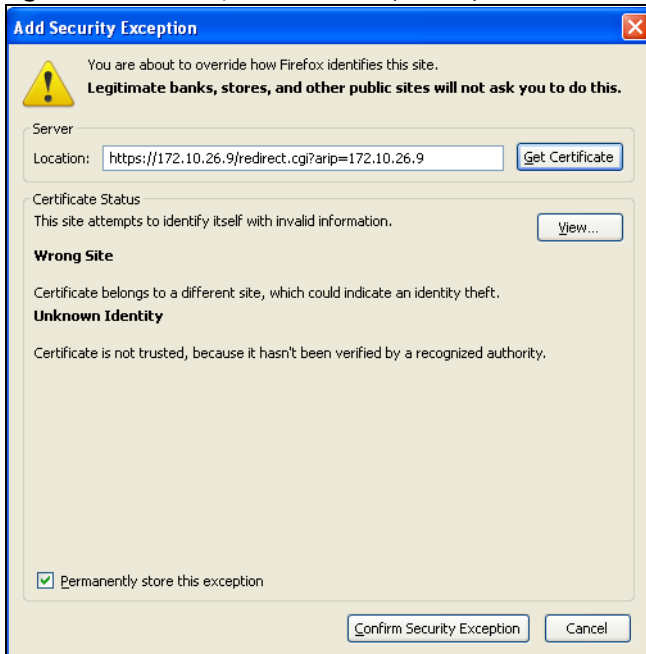 Add Security Exception
You are about to override how Firefox identifies this site.
Legitimate banks, stores, and other public sites will not ask you to do this.
Server
Location: https://172.10.26.9/redirect.cgi?arip=172.10.26.9 Get Certificate
Certificate Status
This site attempts to identify itself with invalid information. View...
Wrong Site
Certificate belongs to a different site, which could indicate an identity theft.
Unknown Identity
Certificate is not trusted, because it hasn't been verified by a recognized authority.
Permanently store this exception
Confirm Security Exception Cancel